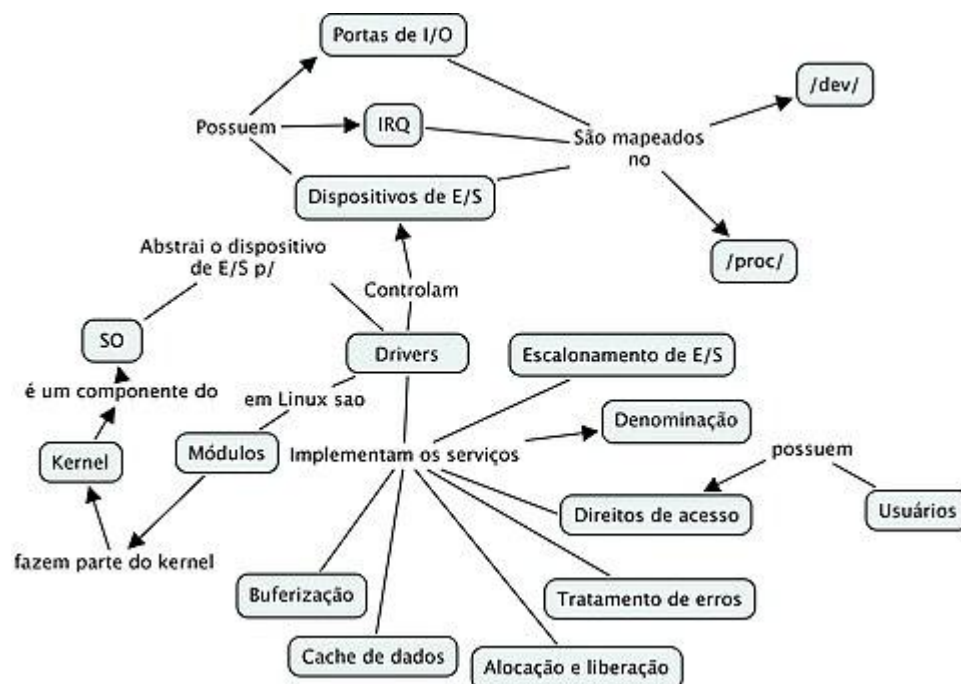 Portas de I/O
/dev/
Possuem
IRQ
São mapeados
no
Dispositivos de E/S
/proc/
Abstrai o dispositivo
de E/S p/
Controlam
SO
Drivers
Escalonamento de E/S
é um componente do
em Linux sao
Denominação
Kernel
Módulos
Implementam os serviços
possuem
Direitos de acesso
Usuários
fazem parte do kernel
Buferização
Tratamento de erros
Cache de dados
Alocação e liberação